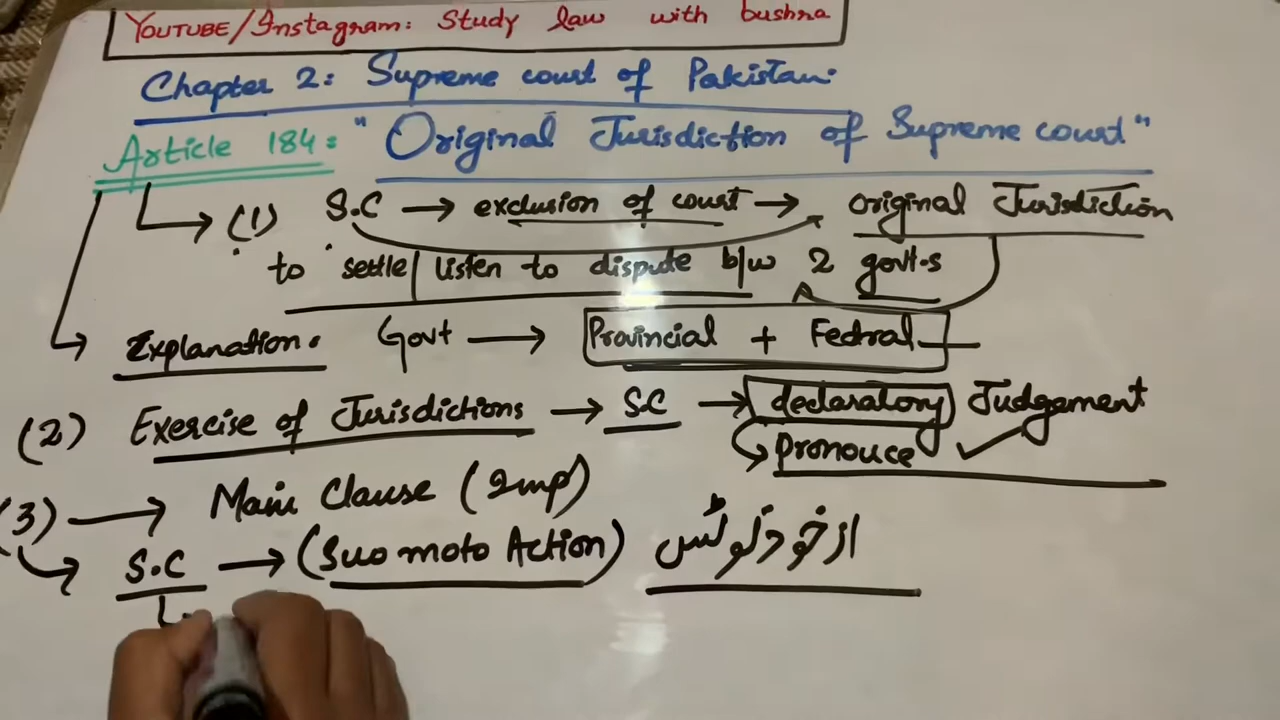 YOUTUBE/Instagram: Study law with bushra
Chapter 2: Supreme court of Pakistan.
Article 184: "Original Jurisdiction of Supreme court"
(1) S.C → exclusion of court → original Jurisdiction
to settle/listen to dispute b/w 2 govt.s
Explanation. Govt → Provincial + Fedral
(2) Exercise of Jurisdictions → S.C → declaratory Judgement
Pronouce ✓
(3) → Main Clause (Imp)
S.C → (Suo moto Action) ازخود نوٹس